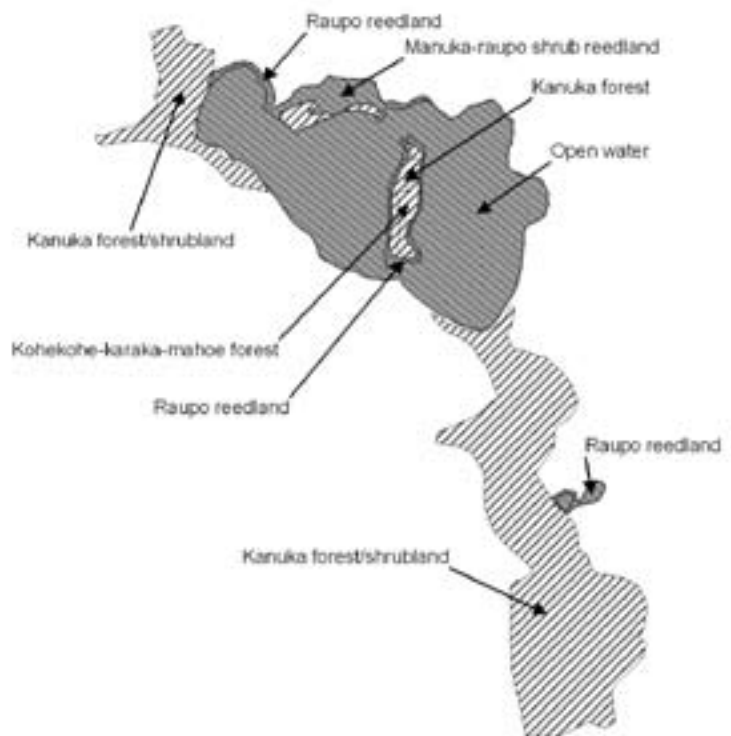 Raupo reedland
Manuka-raupo shrub reedland
Kanuka forest
Open water
Kanuka forest/shrubland
Kohekohe-karaka-mahoe forest
Raupo reedland
Raupo reedland
Kanuka forest/shrubland